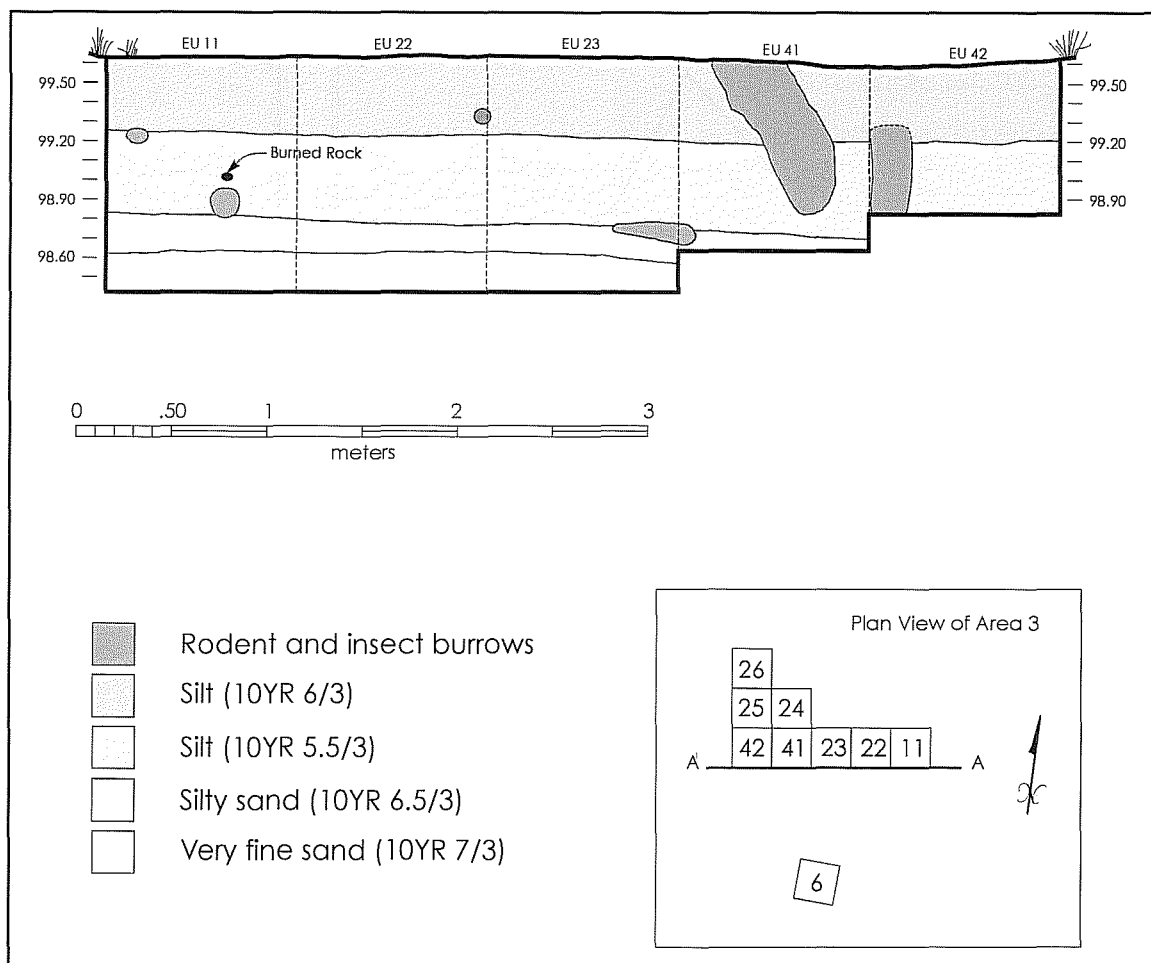 EU 11 EU 22 EU 23 EU 41 EU 42
99.50 99.50
99.20 99.20
Burned Rock
98.90 98.90
98.60
0 .50 1 2 3
meters
Rodent and insect burrows
Silt (10YR 6/3)
Silt (10YR 5.5/3)
Silty sand (10YR 6.5/3)
Very fine sand (10YR 7/3)
Plan View of Area 3
26
25 24
42 41 23 22 11
A' A
6